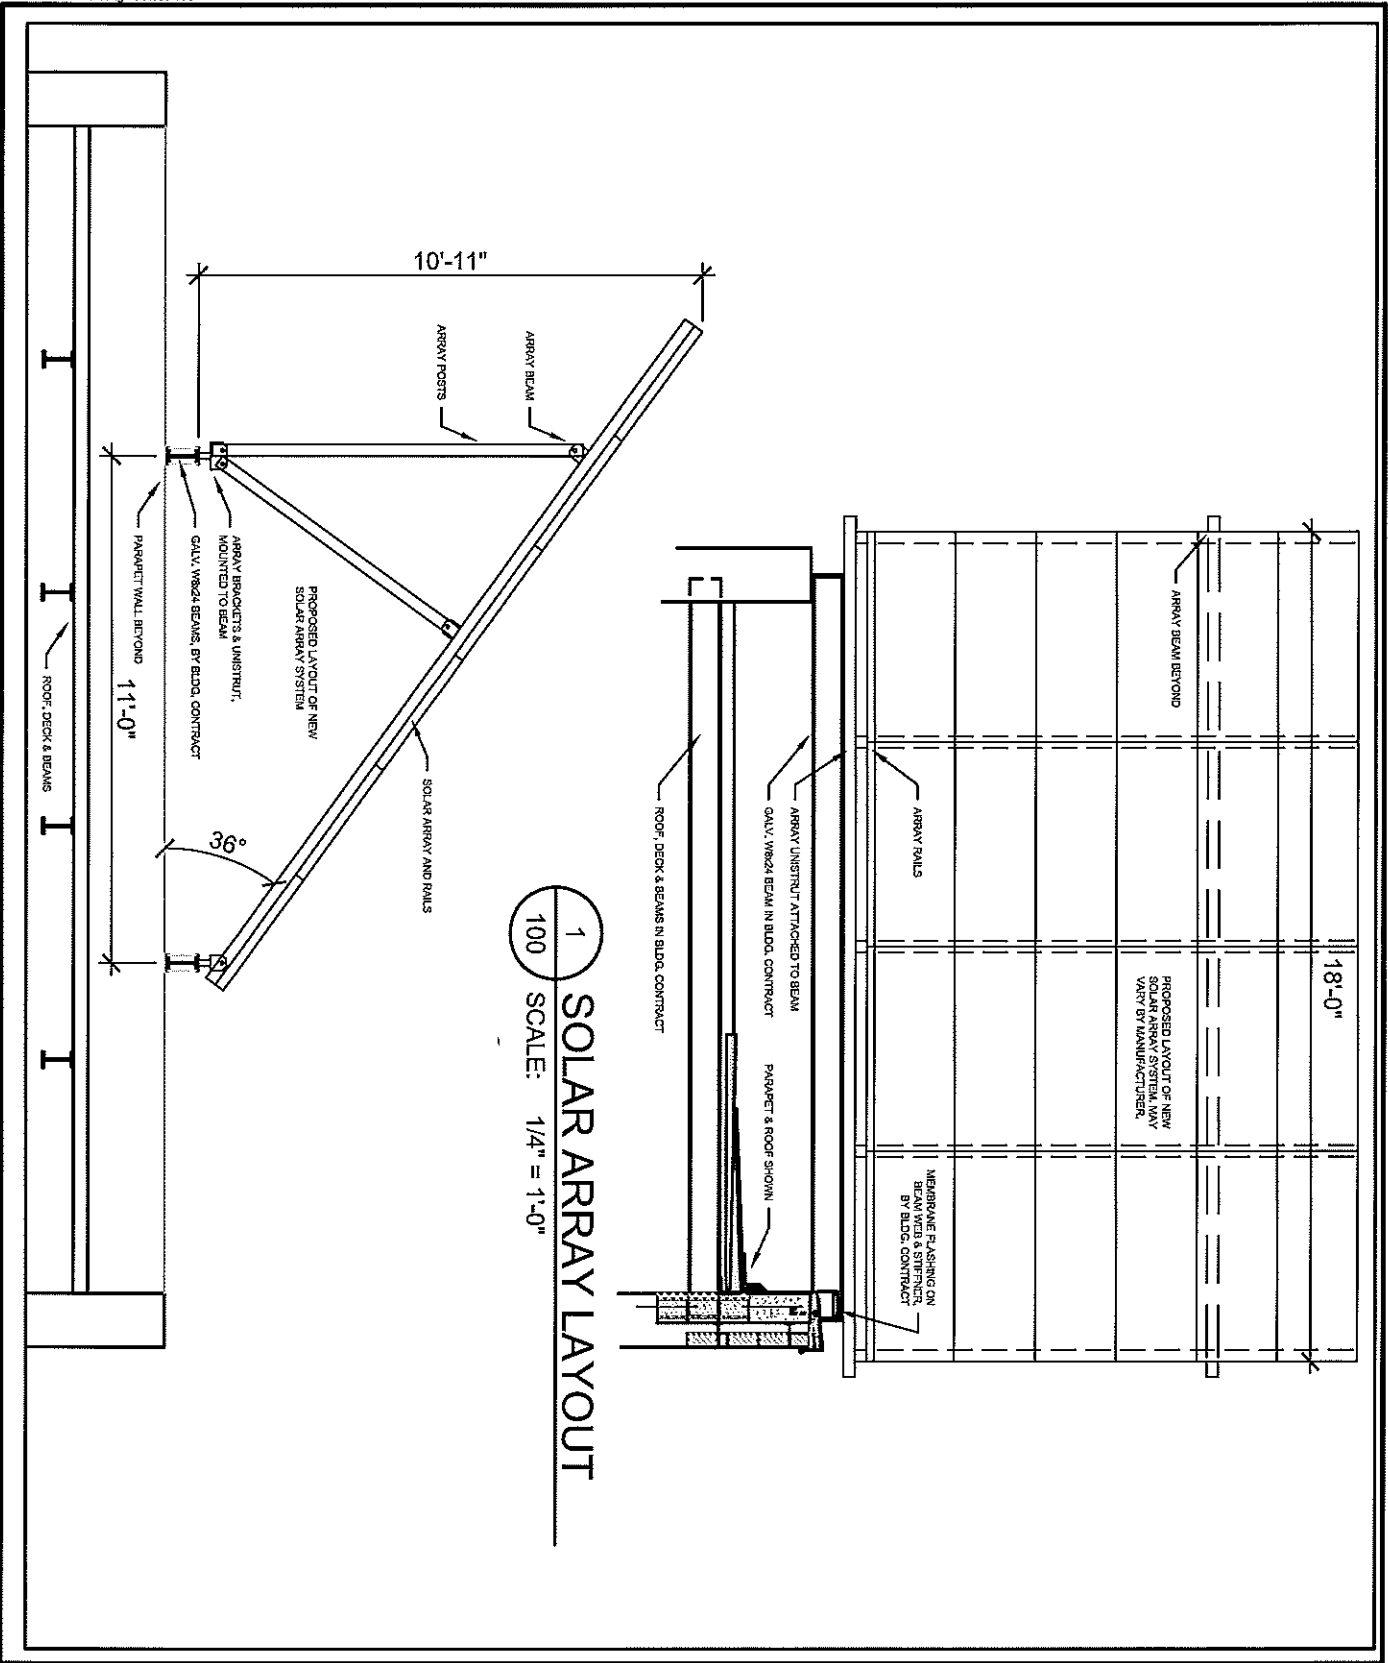 10'-11"
ARRAY POSTS
ARRAY BEAM
PARAPET WALL BEYOND
GALV. W8x24 BEAMS, BY BLDG. CONTRACT
ARRAY BRACKETS & UNISTRUT,
MOUNTED TO BEAM
PROPOSED LAYOUT OF NEW
SOLAR ARRAY SYSTEM
ROOF, DECK & BEAMS
11'-0"
36°
SOLAR ARRAY AND RAILS
1
100
SOLAR ARRAY LAYOUT
SCALE: 1/4" = 1'-0"
18'-0"
ARRAY BEAM BEYOND
PROPOSED LAYOUT OF NEW
SOLAR ARRAY SYSTEM. MAY
VARY BY MANUFACTURER.
ARRAY RAILS
ARRAY UNISTRUT ATTACHED TO BEAM
GALV. W8x24 BEAM IN BLDG. CONTRACT
ROOF, DECK & BEAMS IN BLDG. CONTRACT
PARAPET & ROOF SHOWN
MEMBRANE FLASHING ON
BEAM WEB & STIFFNER,
BY BLDG. CONTRACT